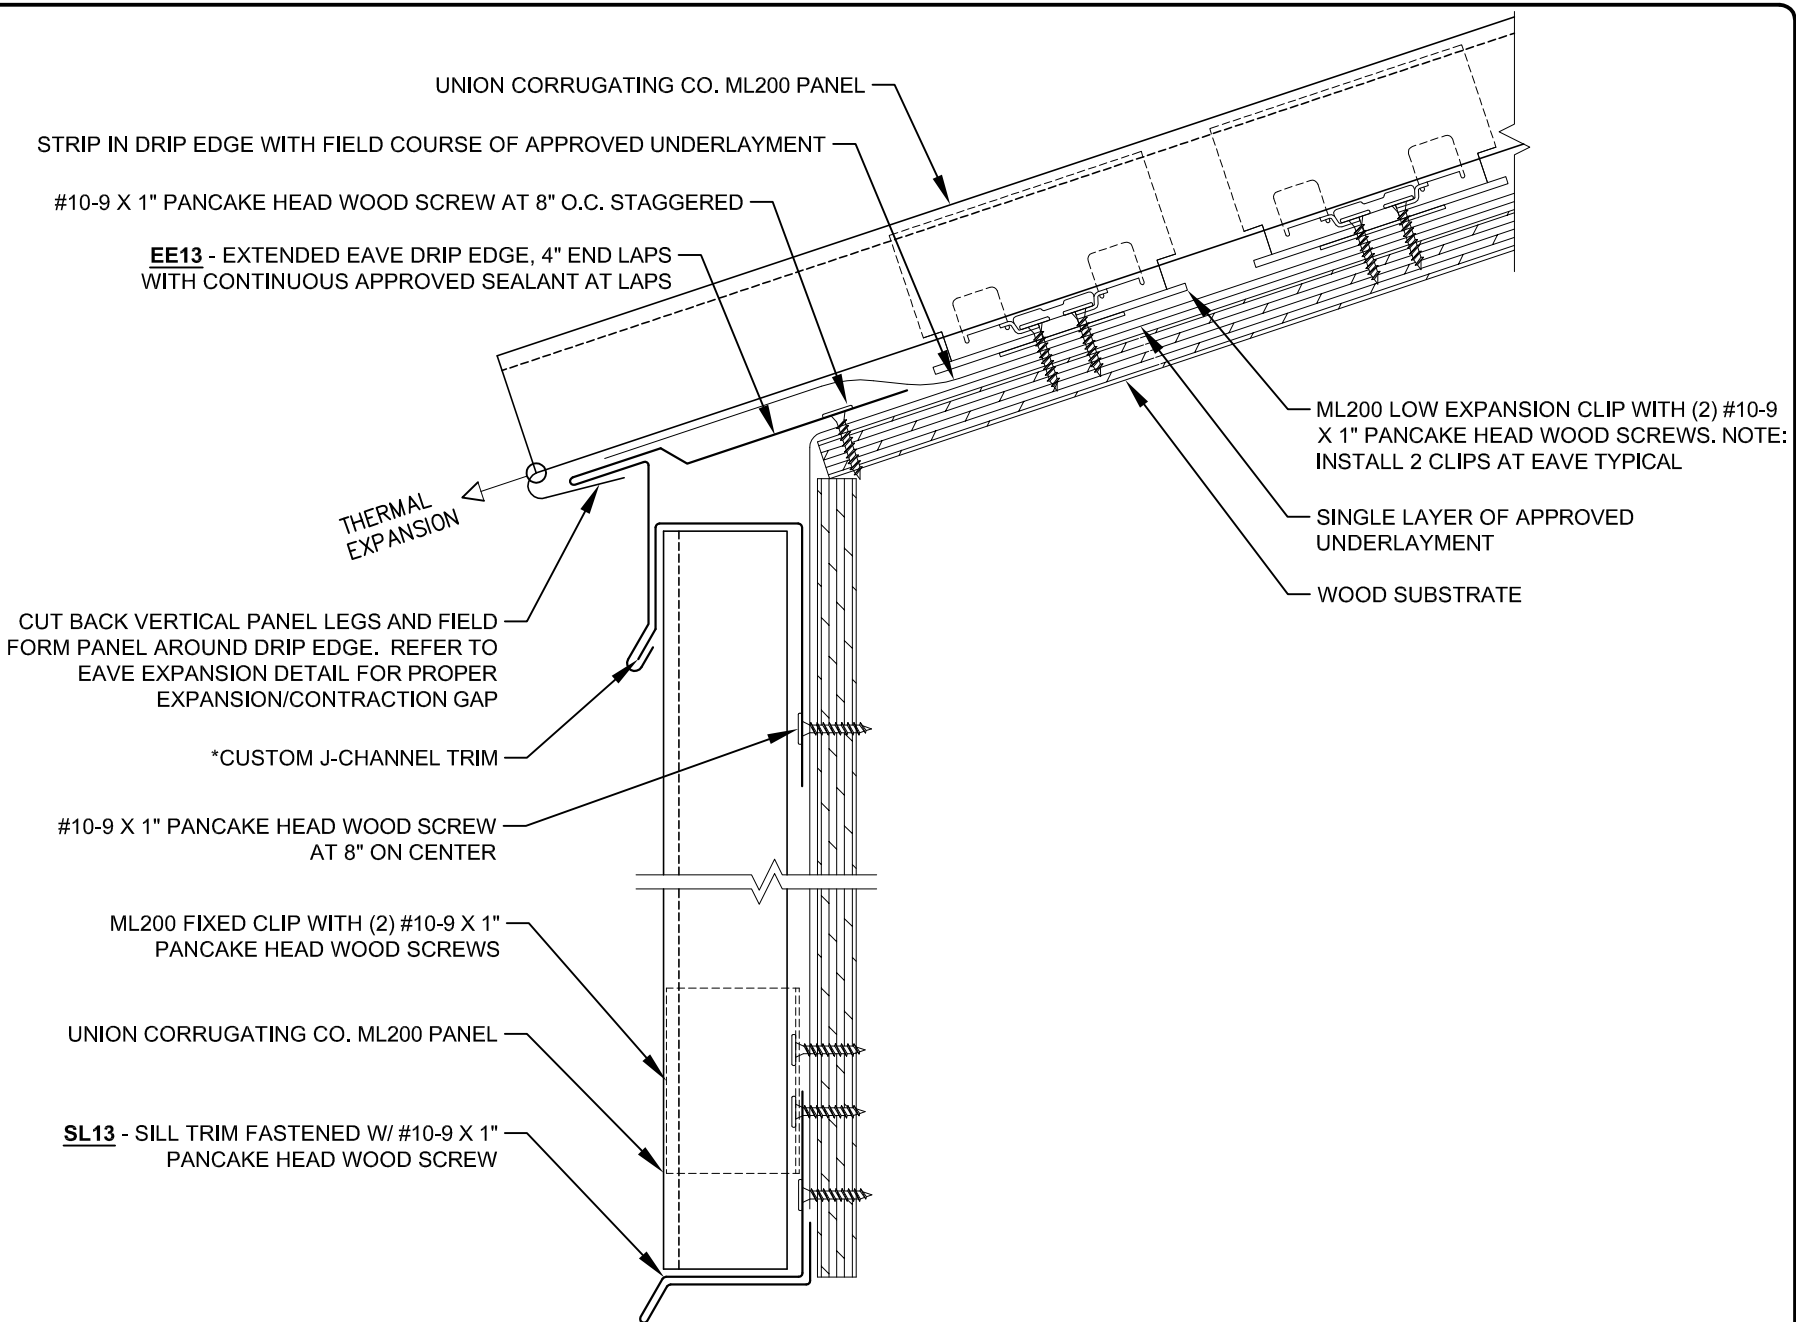 UNION CORRUGATING CO. ML200 PANEL
STRIP IN DRIP EDGE WITH FIELD COURSE OF APPROVED UNDERLAYMENT
#10-9 X 1" PANCAKE HEAD WOOD SCREW AT 8" O.C. STAGGERED
EE13 - EXTENDED EAVE DRIP EDGE, 4" END LAPS
WITH CONTINUOUS APPROVED SEALANT AT LAPS
ML200 LOW EXPANSION CLIP WITH (2) #10-9
X 1" PANCAKE HEAD WOOD SCREWS. NOTE:
INSTALL 2 CLIPS AT EAVE TYPICAL
THERMAL
EXPANSION
SINGLE LAYER OF APPROVED
UNDERLAYMENT
WOOD SUBSTRATE
CUT BACK VERTICAL PANEL LEGS AND FIELD
FORM PANEL AROUND DRIP EDGE. REFER TO
EAVE EXPANSION DETAIL FOR PROPER
EXPANSION/CONTRACTION GAP
*CUSTOM J-CHANNEL TRIM
#10-9 X 1" PANCAKE HEAD WOOD SCREW
AT 8" ON CENTER
ML200 FIXED CLIP WITH (2) #10-9 X 1"
PANCAKE HEAD WOOD SCREWS
UNION CORRUGATING CO. ML200 PANEL
SL13 - SILL TRIM FASTENED W/ #10-9 X 1"
PANCAKE HEAD WOOD SCREW